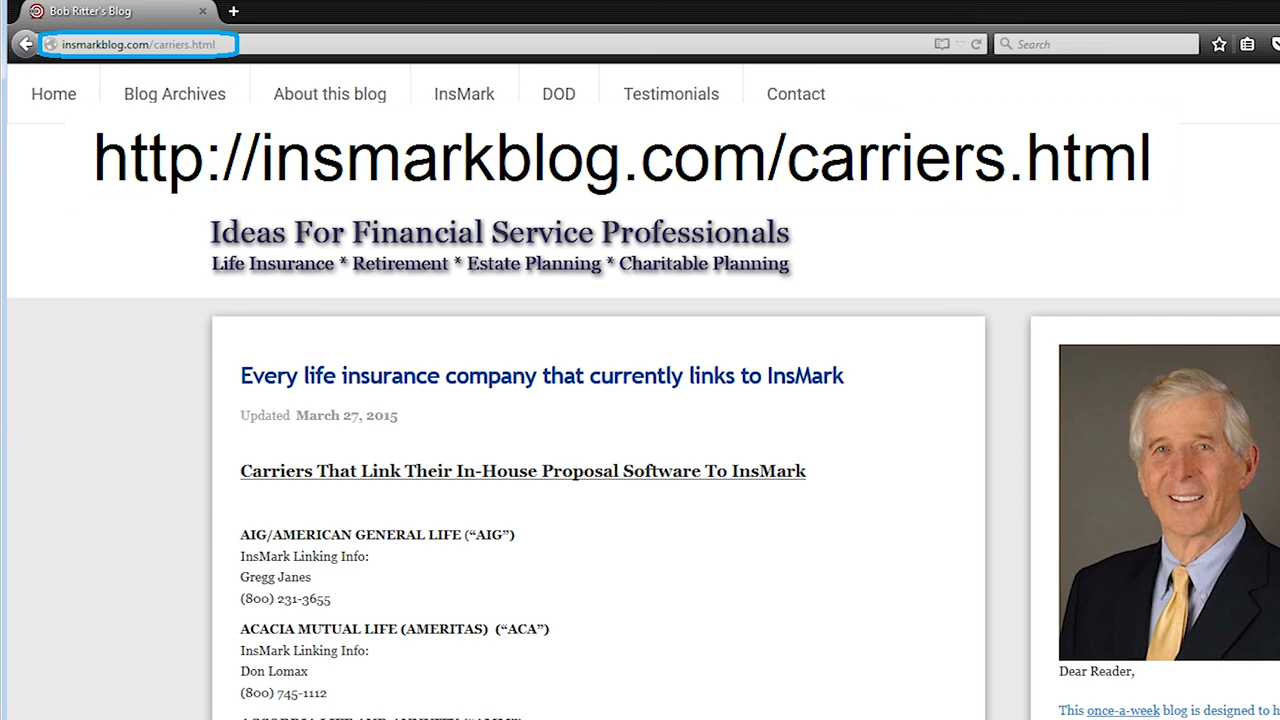 Bob Ritter's Blog
insmarkblog.com/carriers.html
Search
Home
Blog Archives
About this blog
InsMark
DOD
Testimonials
Contact
http://insmarkblog.com/carriers.html
Ideas For Financial Service Professionals
Life Insurance * Retirement * Estate Planning * Charitable Planning
Every life insurance company that currently links to InsMark
Updated March 27, 2015
Carriers That Link Their In-House Proposal Software To InsMark
AIG/AMERICAN GENERAL LIFE (“AIG”)
InsMark Linking Info:
Gregg Janes
(800) 231-3655
ACACIA MUTUAL LIFE (AMERITAS) (“ACA”)
InsMark Linking Info:
Don Lomax
(800) 745-1112
Dear Reader,
This once-a-week blog is designed to h